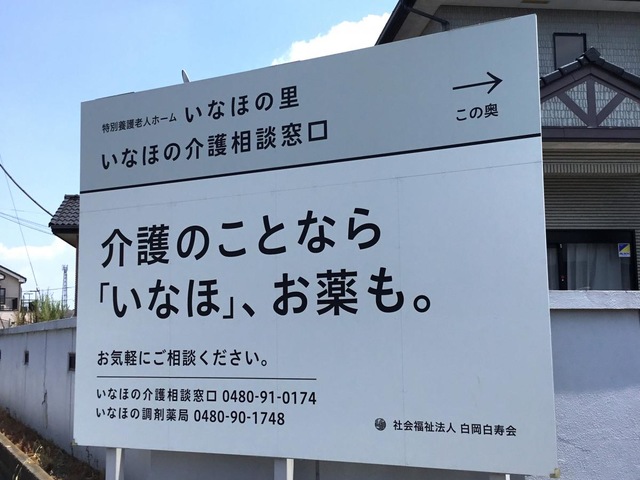 特別養護老人ホーム いなほの里
いなほの介護相談窓口
→
この奥
介護のことなら
「いなほ」、お薬も。
お気軽にご相談ください。
いなほの介護相談窓口 0480-91-0174
いなほの調剤薬局 0480-90-1748
社会福祉法人 白岡白寿会